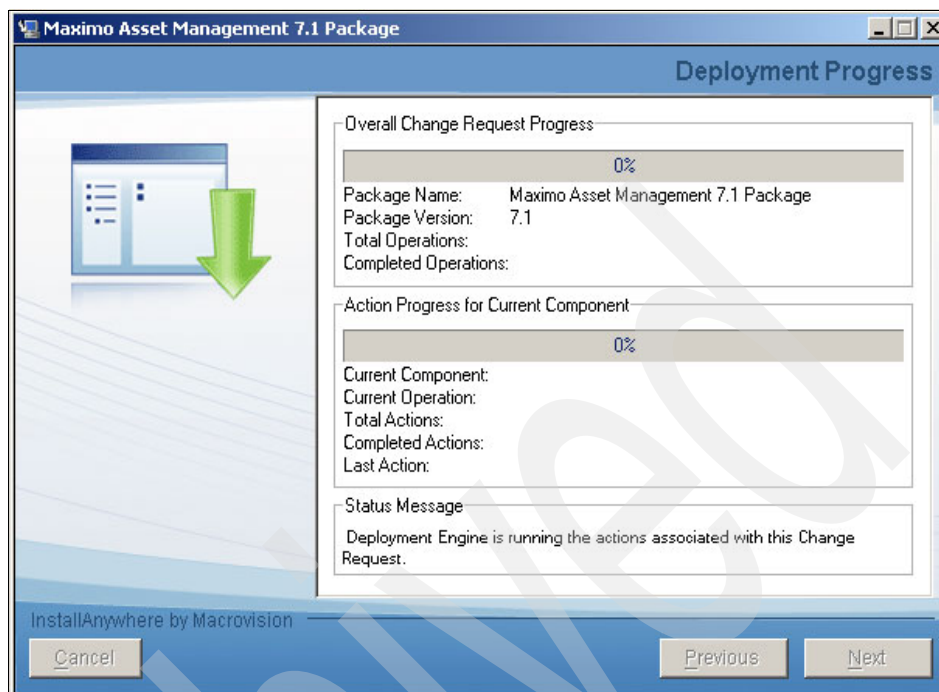 Maximo Asset Management 7.1 Package
Deployment Progress
Overall Change Request Progress
0%
Package Name: Maximo Asset Management 7.1 Package
Package Version: 7.1
Total Operations:
Completed Operations:
Action Progress for Current Component
0%
Current Component:
Current Operation:
Total Actions:
Completed Actions:
Last Action:
Status Message
Deployment Engine is running the actions associated with this Change
Request.
InstallAnywhere by Macrovision
Cancel
Previous
Next